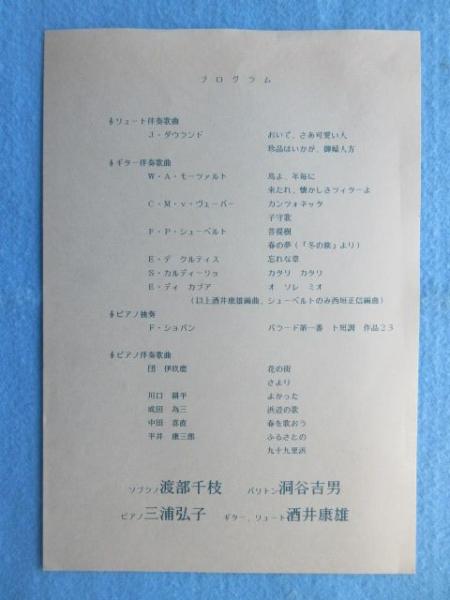 プログラム
𝄞リュート伴奏歌曲
J・ダウランド　おいで、さあ可愛い人
珍品はいかが、御婦人方
𝄞ギター伴奏歌曲
W・A・モーツァルト　鳥よ、年毎に
来たれ、懐かしきツィターよ
C・M・v・ヴェーバー　カンツォネッタ
子守歌
F・P・シューベルト　菩提樹
春の夢（「冬の旅」より）
E・デ クルティス　忘れな草
S・カルディーリョ　カタリ カタリ
E・ディ カプア　オ ソレ ミオ
（以上酒井康雄編曲、シューベルトのみ西垣正信編曲）
𝄞ピアノ独奏
F・ショパン　バラード第一番 ト短調 作品23
𝄞ピアノ伴奏歌曲
団 伊玖磨　花の街
さより
川口 耕平　よかった
成田 為三　浜辺の歌
中田 喜直　春を歌おう
平井 康三郎　ふるさとの
九十九里浜
ソプラノ渡部千枝　バリトン洞谷吉男
ピアノ三浦弘子　ギター、リュート酒井康雄